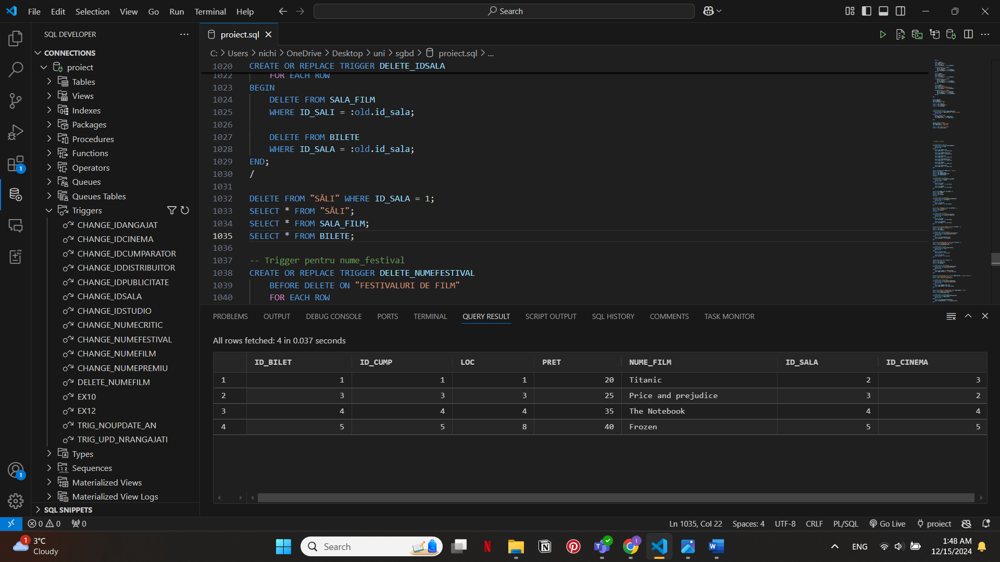 File Edit Selection View Go Run Terminal Help
Search
SQL DEVELOPER
proiect.sql
CONNECTIONS
C: > Users > nichi > OneDrive > Desktop > uni > sgbd > proiect.sql > ...
proiect
Tables
Views
Indexes
Packages
Procedures
Functions
Operators
Queues
Queues Tables
Triggers
CHANGE_IDANGAJAT
CHANGE_IDCINEMA
CHANGE_IDCUMPARATOR
CHANGE_IDDISTRIBUITOR
CHANGE_IDPUBLICITATE
CHANGE_IDSALA
CHANGE_IDSTUDIO
CHANGE_NUMECRITIC
CHANGE_NUMEFESTIVAL
CHANGE_NUMEFILM
CHANGE_NUMEPREMIU
DELETE_NUMEFILM
EX10
EX12
TRIG_NOUPDATE_AN
TRIG_UPD_NRANGAJATI
Types
Sequences
Materialized Views
Materialized View Logs
SQL SNIPPETS
1020 CREATE OR REPLACE TRIGGER DELETE_IDSALA
1022 FOR EACH ROW
1023 BEGIN
1024 DELETE FROM SALA_FILM
1025 WHERE ID_SALI = :old.id_sala;
1026
1027 DELETE FROM BILETE
1028 WHERE ID_SALA = :old.id_sala;
1029 END;
1030 /
1031
1032 DELETE FROM "SĂLI" WHERE ID_SALA = 1;
1033 SELECT * FROM "SĂLI";
1034 SELECT * FROM SALA_FILM;
1035 SELECT * FROM BILETE;
1036
1037 -- Trigger pentru nume_festival
1038 CREATE OR REPLACE TRIGGER DELETE_NUMEFESTIVAL
1039 BEFORE DELETE ON "FESTIVALURI DE FILM"
1040 FOR EACH ROW
PROBLEMS OUTPUT DEBUG CONSOLE PORTS TERMINAL QUERY RESULT SCRIPT OUTPUT SQL HISTORY COMMENTS TASK MONITOR
All rows fetched: 4 in 0.037 seconds
ID_BILET ID_CUMP LOC PRET NUME_FILM ID_SALA ID_CINEMA
1 1 1 1 20 Titanic 2 3
2 3 3 3 25 Price and prejudice 3 2
3 4 4 4 35 The Notebook 4 4
4 5 5 8 40 Frozen 5 5
0 0 0
Ln 1035, Col 22 Spaces: 4 UTF-8 CRLF PL/SQL Go Live proiect
1
1
1
3°C
Cloudy
Search
ENG
1:48 AM
12/15/2024